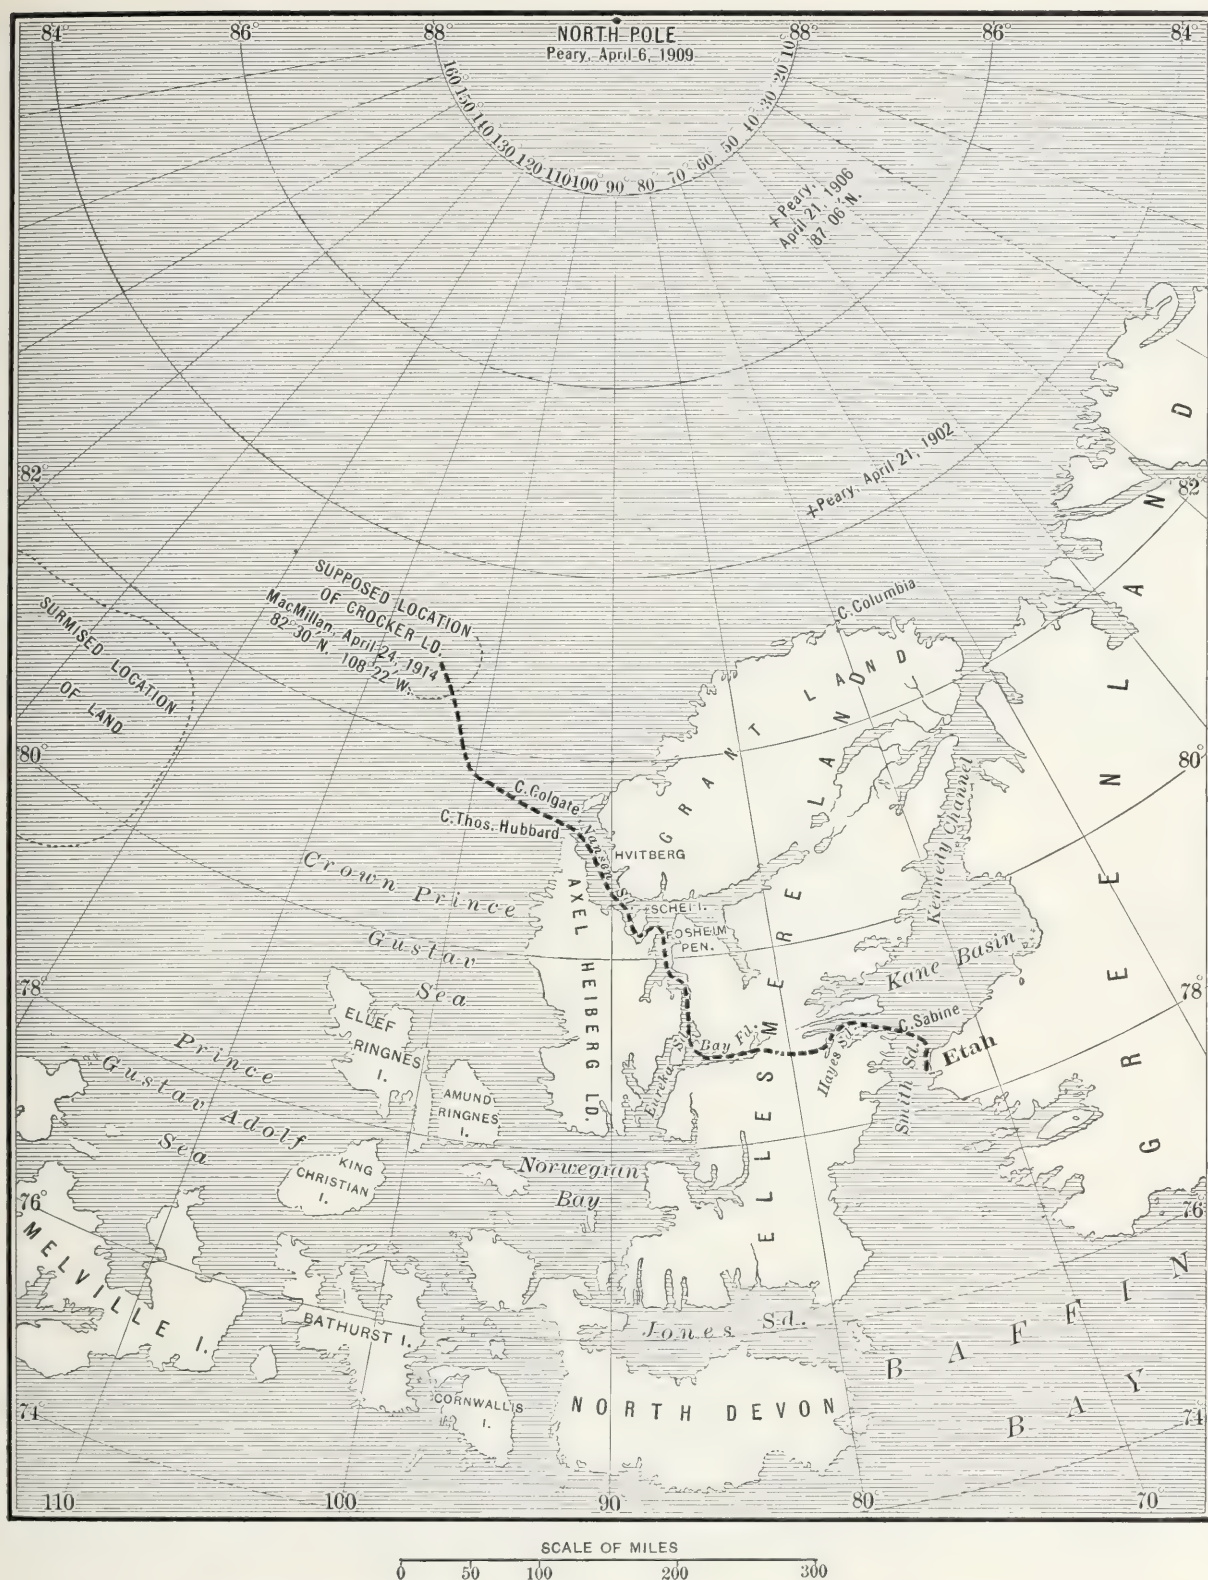 84°
86°
88°
NORTH POLE
Peary, April 6, 1909
88°
86°
84°
160°
150°
140°
130°
120°
110°
100°
90°
80°
70°
60°
50°
40°
30°
20°
10°
+Peary,
April 21, 1906
87°06'N.
+Peary, April 21, 1902
82°
82°
SUPPOSED LOCATION
OF CROCKER LD.
MacMillan, April 24, 1914
82°30'N. 108°22'W.
SURMISED LOCATION
OF LAND
C. Columbia
GRANT LAND
GREENLAND
80°
80°
C. Colgate
C. Thos. Hubbard
Nansen Sd.
HVITBERG
SCHEI I.
FOSHEIM
PEN.
AXEL HEIBERG LD.
ELLESMERE LAND
Kennedy Channel
Kane Basin
Crown Prince
Gustav
Sea
78°
78°
ELLEF
RINGNES
I.
AMUND
RINGNES
I.
Eureka Sd.
Bay Fd.
Hayes Sd.
C. Sabine
Smith Sd.
Etah
Prince
Gustav Adolf
Sea
KING
CHRISTIAN
I.
Norwegian
Bay
76°
76°
MELVILLE I.
BATHURST I.
CORNWALLIS
I.
Jones Sd.
NORTH DEVON
BAFFIN
BAY
74°
74°
110
100
90
80°
70°
SCALE OF MILES
0 50 100 200 300